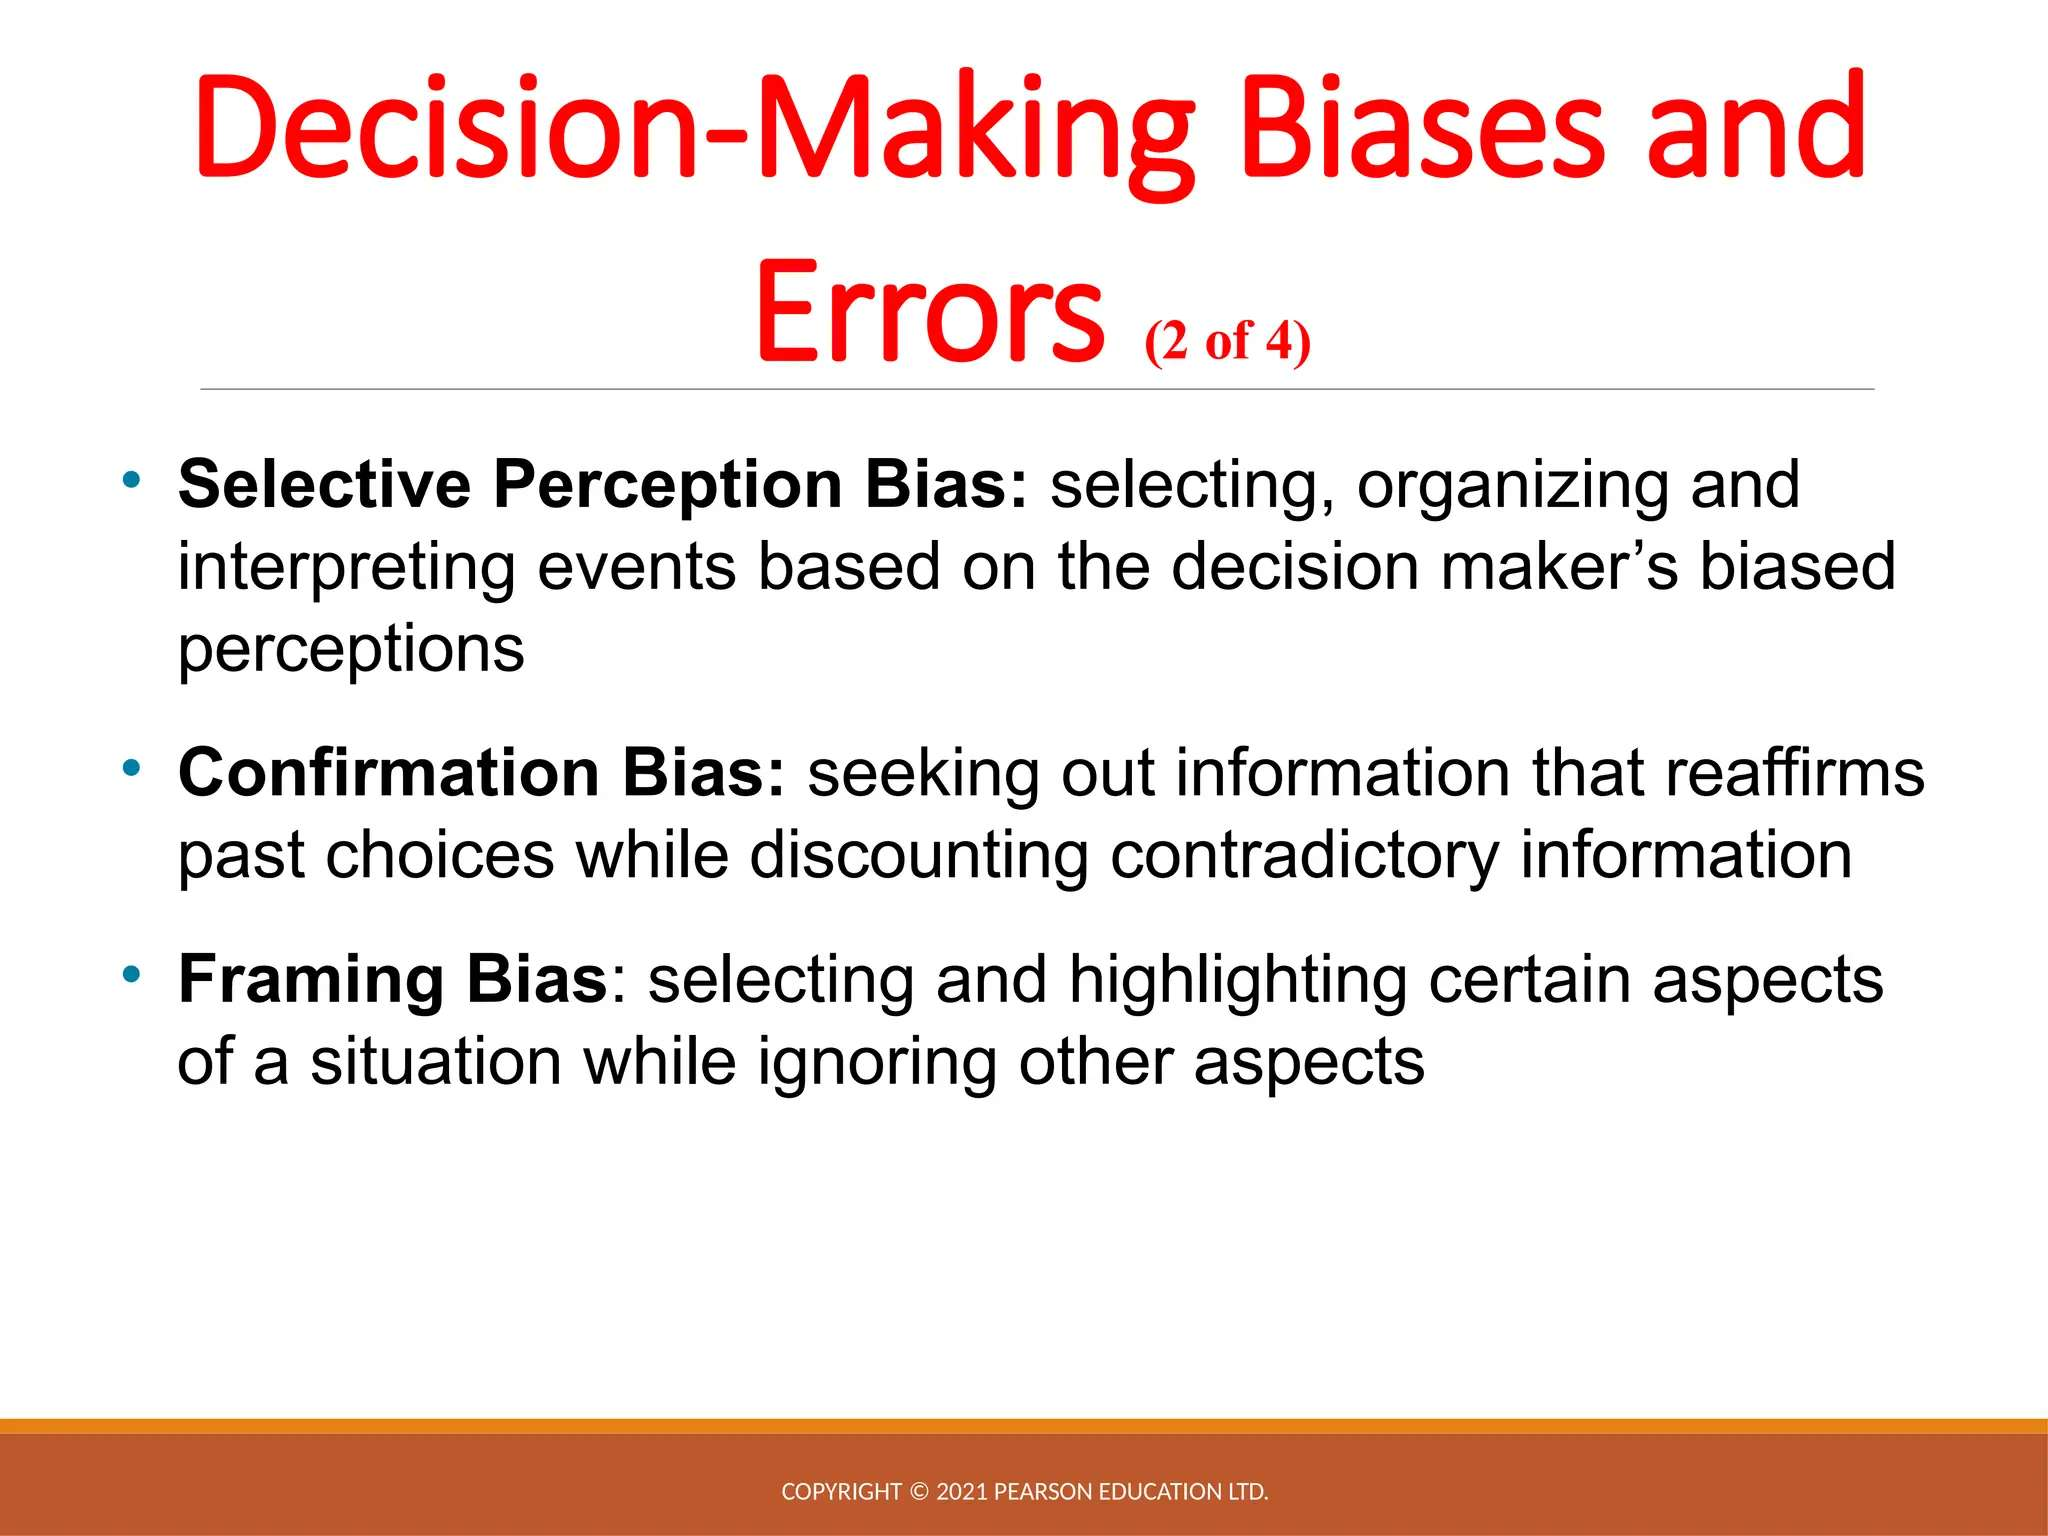 Decision-Making Biases and
Errors (2 of 4)
• Selective Perception Bias: selecting, organizing and
interpreting events based on the decision maker’s biased
perceptions
• Confirmation Bias: seeking out information that reaffirms
past choices while discounting contradictory information
• Framing Bias: selecting and highlighting certain aspects
of a situation while ignoring other aspects
COPYRIGHT © 2021 PEARSON EDUCATION LTD.